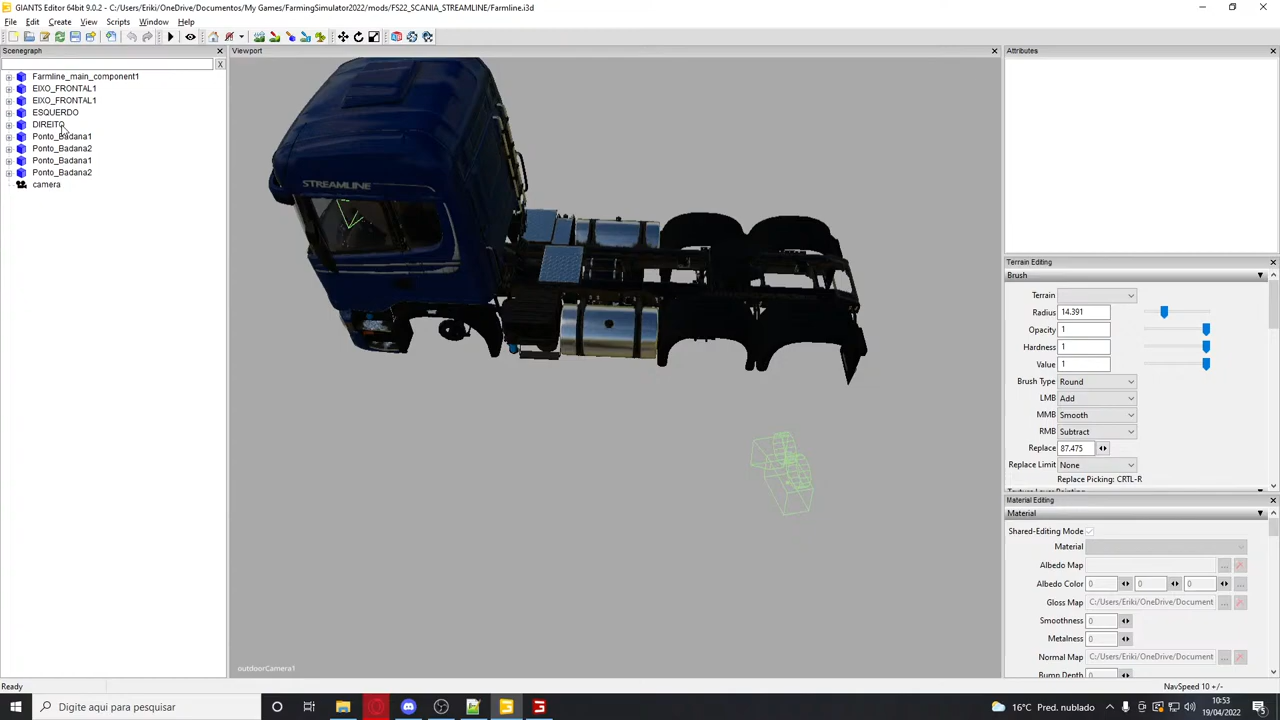 GIANTS Editor 64bit 9.0.2 - C:/Users/Eriki/OneDrive/Documentos/My Games/FarmingSimulator2022/mods/FS22_SCANIA_STREAMLINE/Farmline.i3d
File Edit Create View Scripts Window Help
Scenegraph
X
Farmline_main_component1
EIXO_FRONTAL1
EIXO_FRONTAL1
ESQUERDO
DIREITO
Ponto_Badana1
Ponto_Badana2
Ponto_Badana1
Ponto_Badana2
camera
Viewport
STREAMLINE
outdoorCamera1
Attributes
Terrain Editing
Brush
Terrain
Radius 14.391
Opacity 1
Hardness 1
Value 1
Brush Type Round
LMB Add
MMB Smooth
RMB Subtract
Replace 87.475
Replace Limit None
Replace Picking: CRTL-R
Texture Layer Painting
Material Editing
Material
Shared-Editing Mode
Material
Albedo Map ...
Albedo Color 0 0 0 ...
Gloss Map C:/Users/Eriki/OneDrive/Document ...
Smoothness 0
Metalness 0
Normal Map C:/Users/Eriki/OneDrive/Document ...
Bump Depth
Ready
NavSpeed 10 +/-
Digite aqui para pesquisar
16°C Pred. nublado
10:53
19/04/2022